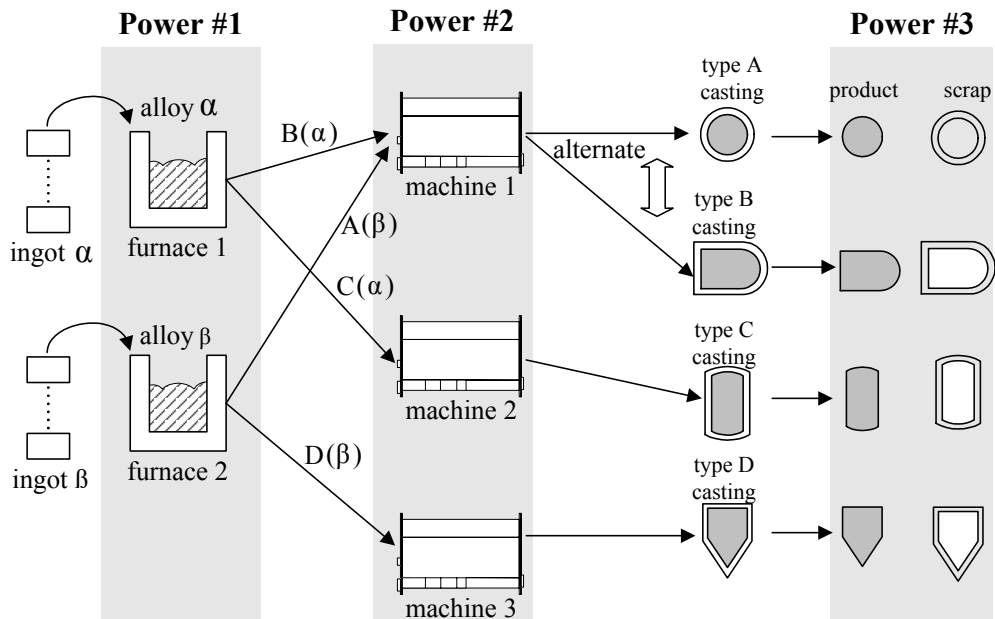 Power #1
Power #2
Power #3
alloy α
B(α)
type A
casting
product
scrap
alternate
machine 1
A(β)
type B
casting
ingot α
furnace 1
C(α)
alloy β
type C
casting
machine 2
ingot ß
furnace 2
D(β)
type D
casting
machine 3